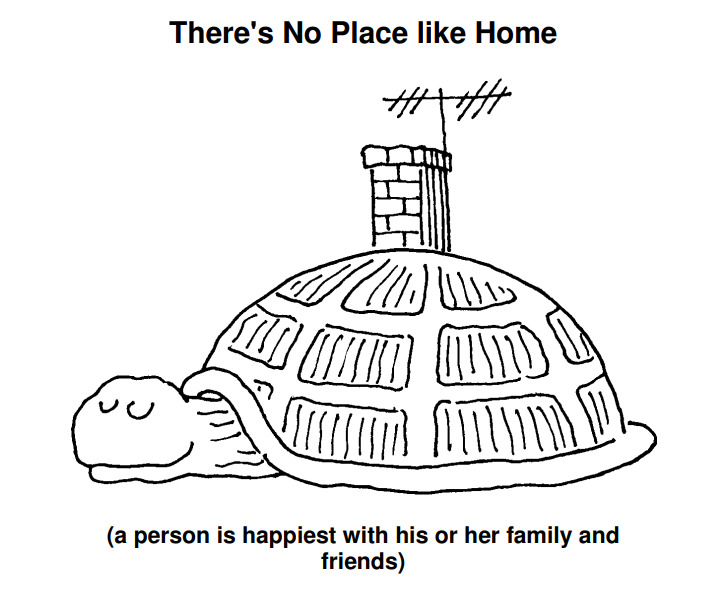 There's No Place like Home
(a person is happiest with his or her family and
friends)